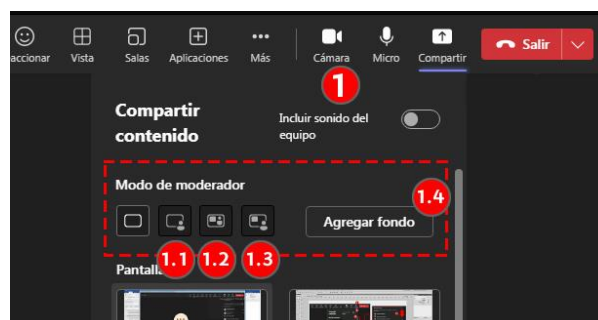 accionar Vista Salas Aplicaciones Más Cámara Micro Compartir Salir
1
Compartir
contenido
Incluir sonido del
equipo
Modo de moderador
1.4
Agregar fondo
1.1 1.2 1.3